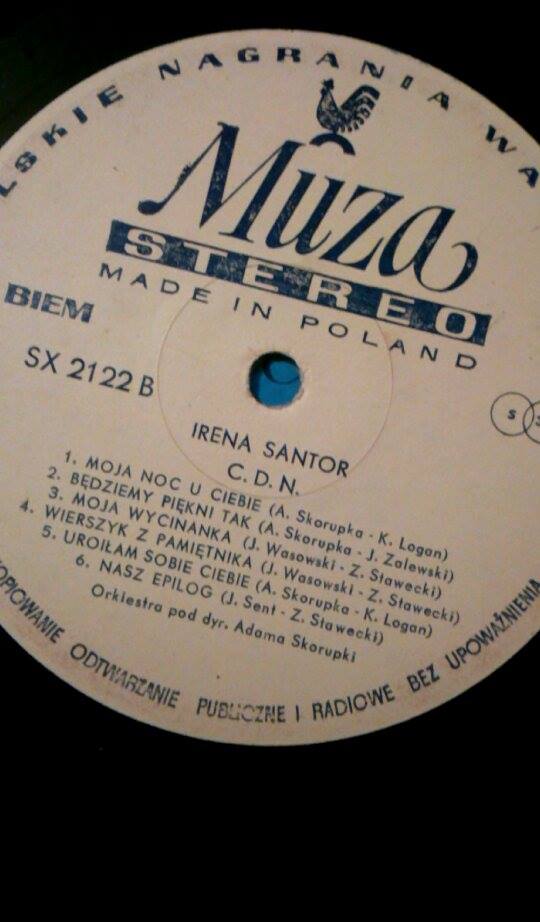 LSKIE NAGRANIA WA
Muza
STEREO
MADE IN POLAND
BIEM
SX 2122 B
S
IRENA SANTOR
C. D. N.
1. MOJA NOC U CIEBIE (A. Skorupka - K. Logan)
2. BĘDZIEMY PIĘKNI TAK (A. Skorupka - J. Zalewski)
3. MOJA WYCINANKA (J. Wasowski - Z. Stawecki)
4. WIERSZYK Z PAMIĘTNIKA (J. Wasowski - Z. Stawecki)
5. UROIŁAM SOBIE CIEBIE (A. Skorupka - K. Logan)
6. NASZ EPILOG (J. Sent - Z. Stawecki)
Orkiestra pod dyr. Adama Skorupki
KOPIOWANIE ODTWARZANIE PUBLICZNE I RADIOWE BEZ UPOWAŻNIENIA